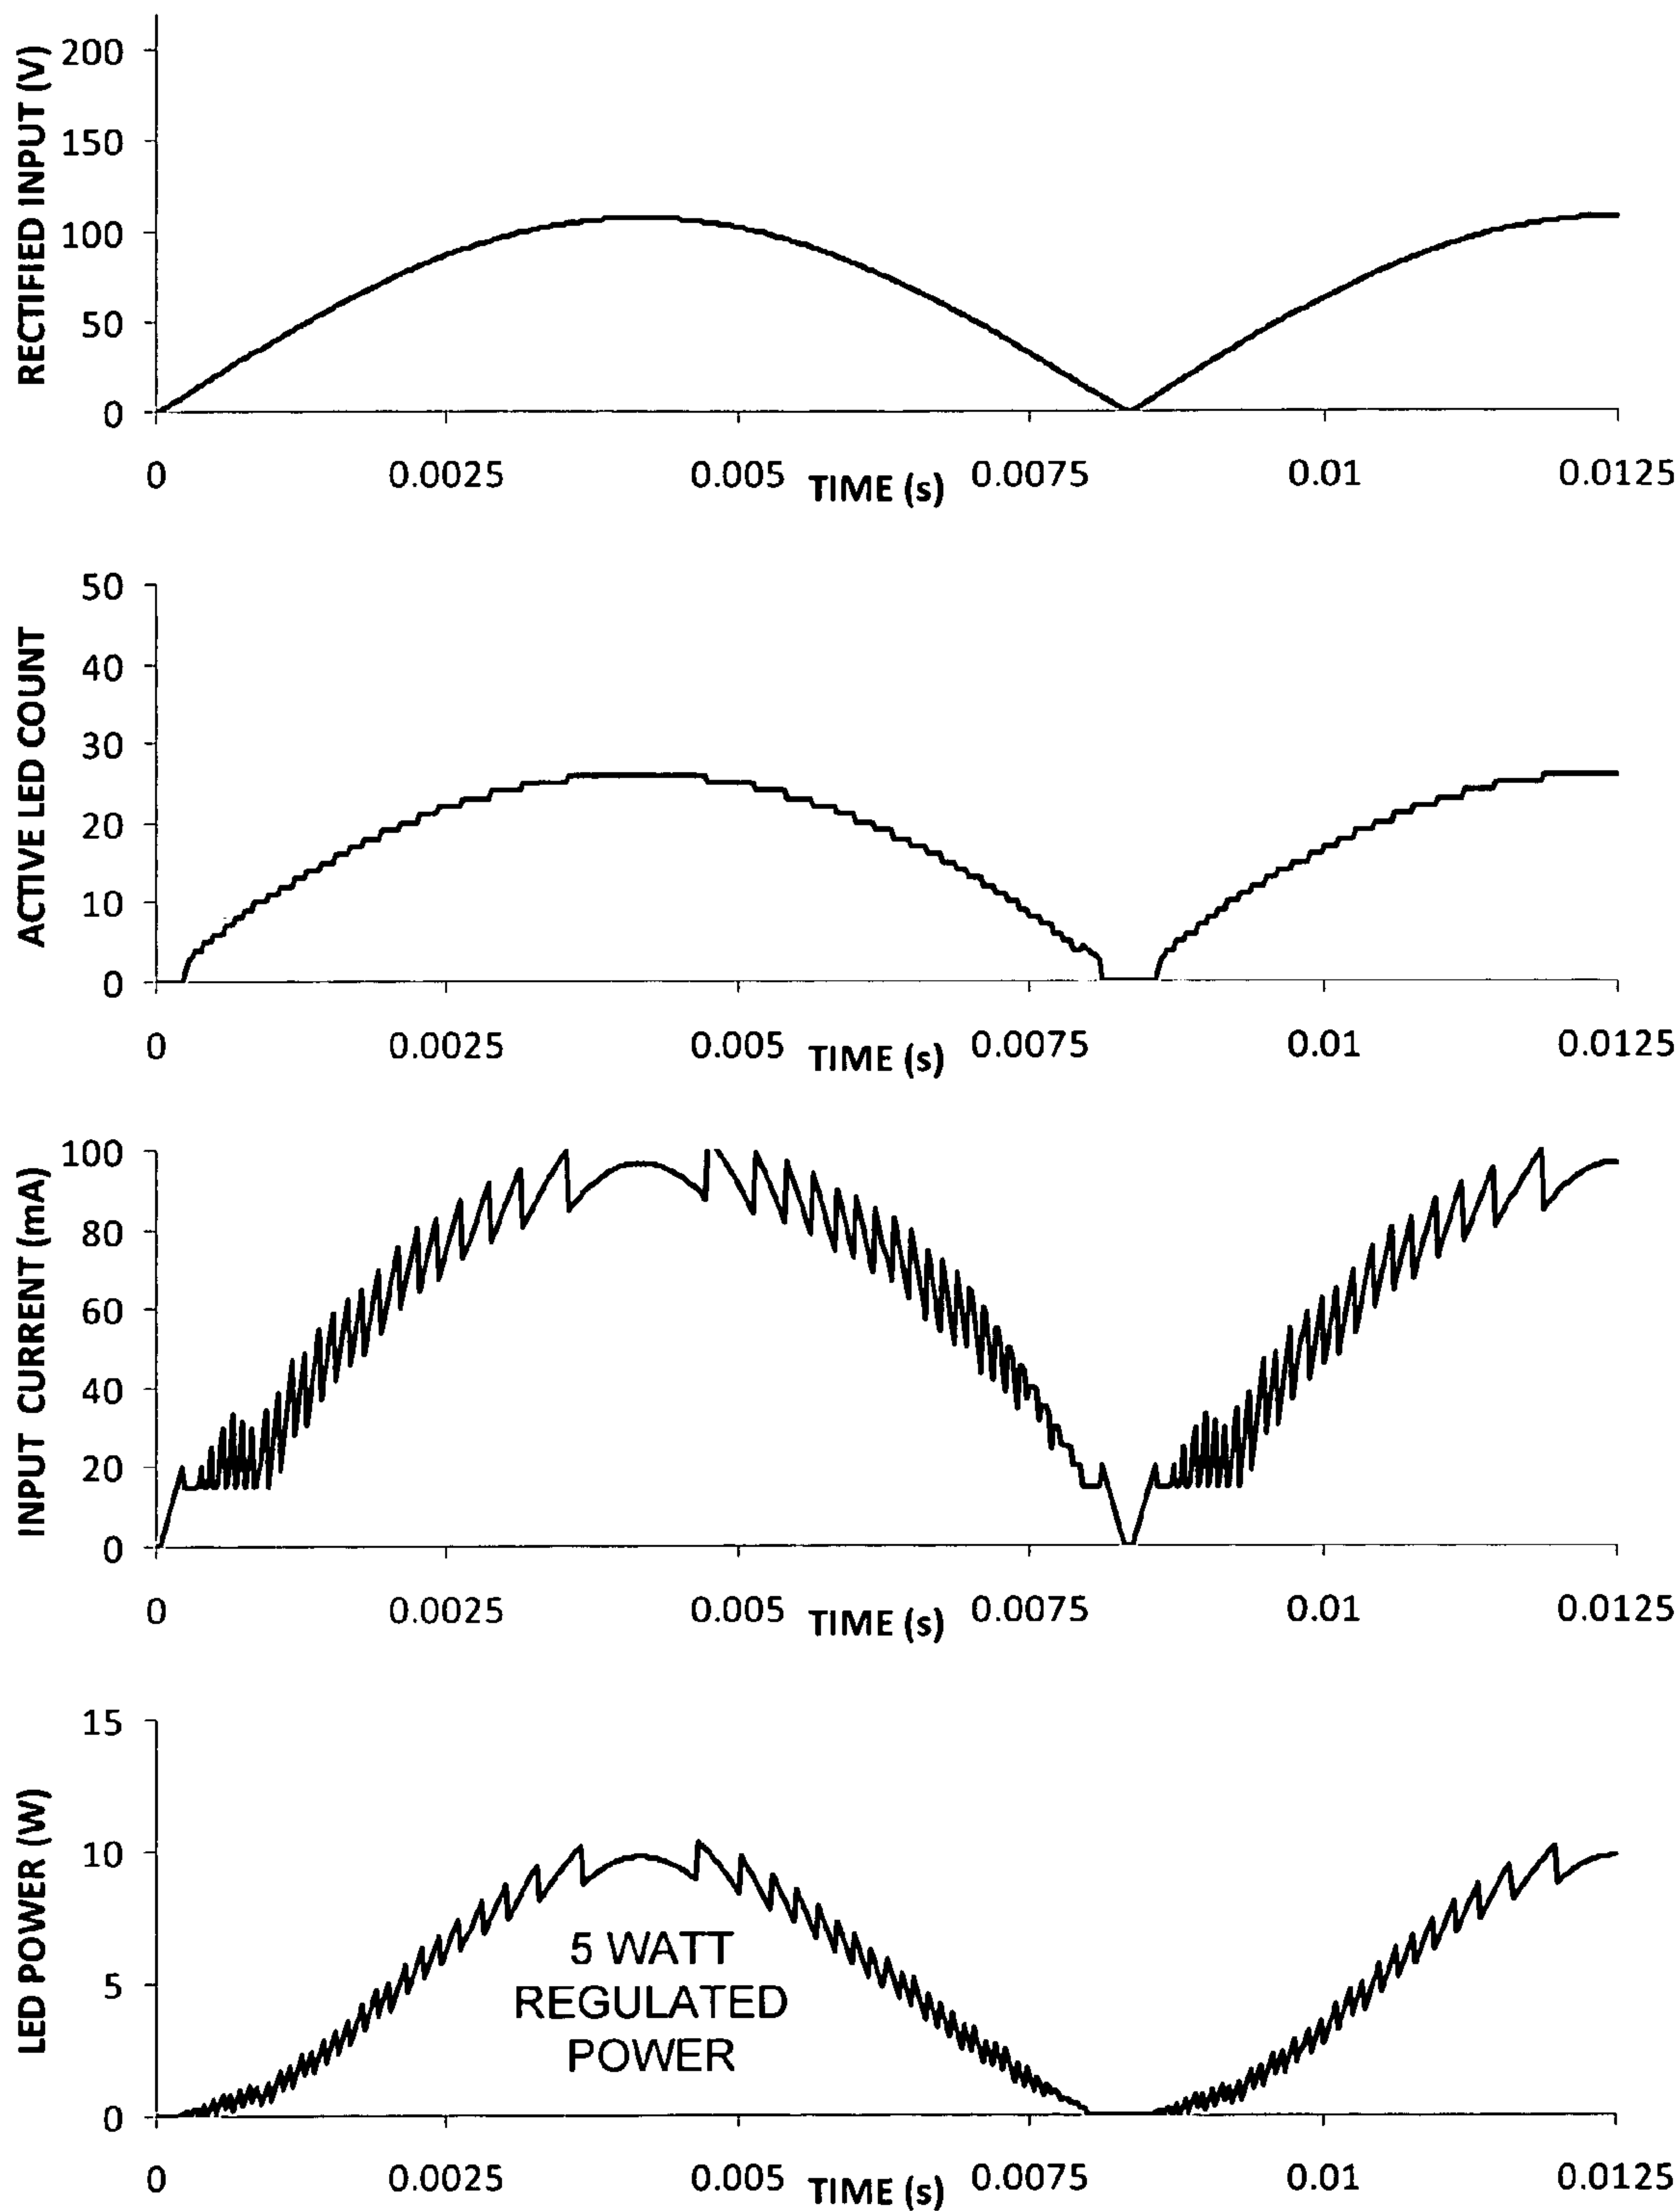 RECTIFIED INPUT (V)
200
150
100
50
0
0 0.0025 0.005 TIME (s) 0.0075 0.01 0.0125
ACTIVE LED COUNT
50
40
30
20
10
0
0 0.0025 0.005 TIME (s) 0.0075 0.01 0.0125
INPUT CURRENT (mA)
100
80
60
40
20
0
0 0.0025 0.005 TIME (s) 0.0075 0.01 0.0125
LED POWER (W)
15
10
5
0
5 WATT
REGULATED
POWER
0 0.0025 0.005 TIME (s) 0.0075 0.01 0.0125